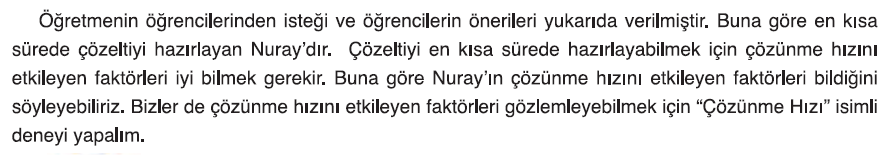 Öğretmenin öğrencilerinden isteği ve öğrencilerin önerileri yukarıda verilmiştir. Buna göre en kısa
sürede çözeltiyi hazırlayan Nuray’dır. Çözeltiyi en kısa sürede hazırlayabilmek için çözünme hızını
etkileyen faktörleri iyi bilmek gerekir. Buna göre Nuray’ın çözünme hızını etkileyen faktörleri bildiğini
söyleyebiliriz. Bizler de çözünme hızını etkileyen faktörleri gözlemleyebilmek için “Çözünme Hızı” isimli
deneyi yapalım.